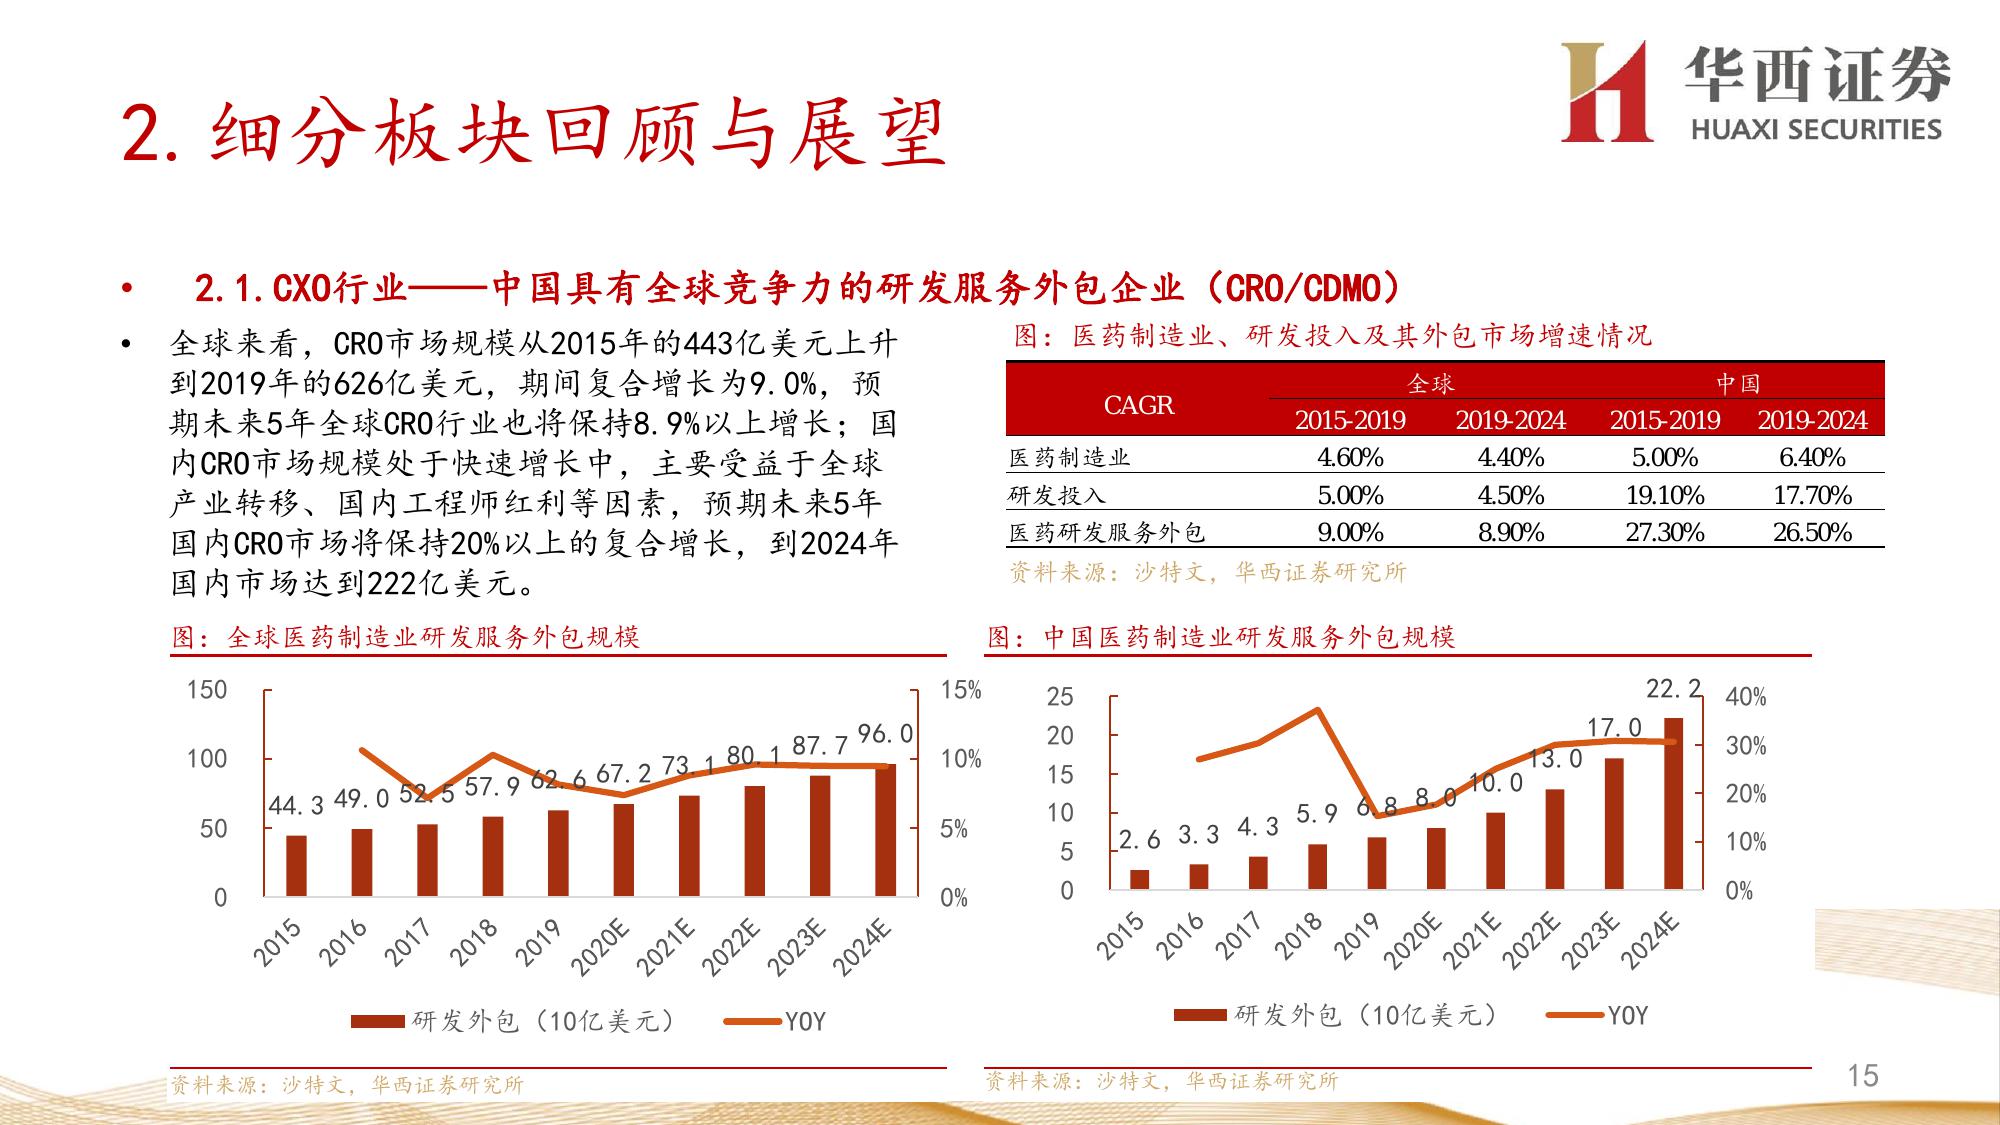 华西证券
HUAXI SECURITIES
2. 细分板块回顾与展望
• 2.1.CXO行业——中国具有全球竞争力的研发服务外包企业（CRO/CDMO）
• 全球来看，CRO市场规模从2015年的443亿美元上升
到2019年的626亿美元，期间复合增长为9.0%，预
期未来5年全球CRO行业也将保持8.9%以上增长；国
内CRO市场规模处于快速增长中，主要受益于全球
产业转移、国内工程师红利等因素，预期未来5年
国内CRO市场将保持20%以上的复合增长，到2024年
国内市场达到222亿美元。
图：医药制造业、研发投入及其外包市场增速情况
CAGR 全球 中国
2015-2019 2019-2024 2015-2019 2019-2024
医药制造业 4.60% 4.40% 5.00% 6.40%
研发投入 5.00% 4.50% 19.10% 17.70%
医药研发服务外包 9.00% 8.90% 27.30% 26.50%
资料来源：沙特文，华西证券研究所
图：全球医药制造业研发服务外包规模
150
100
50
0
44.3 49.0 52.5 57.9 62.6 67.2 73.1 80.1 87.7 96.0
15%
10%
5%
0%
2015 2016 2017 2018 2019 2020E 2021E 2022E 2023E 2024E
研发外包（10亿美元） YOY
资料来源：沙特文，华西证券研究所
图：中国医药制造业研发服务外包规模
25
20
15
10
5
0
2.6 3.3 4.3 5.9 6.8 8.0 10.0 13.0 17.0 22.2
40%
30%
20%
10%
0%
2015 2016 2017 2018 2019 2020E 2021E 2022E 2023E 2024E
研发外包（10亿美元） YOY
资料来源：沙特文，华西证券研究所
15